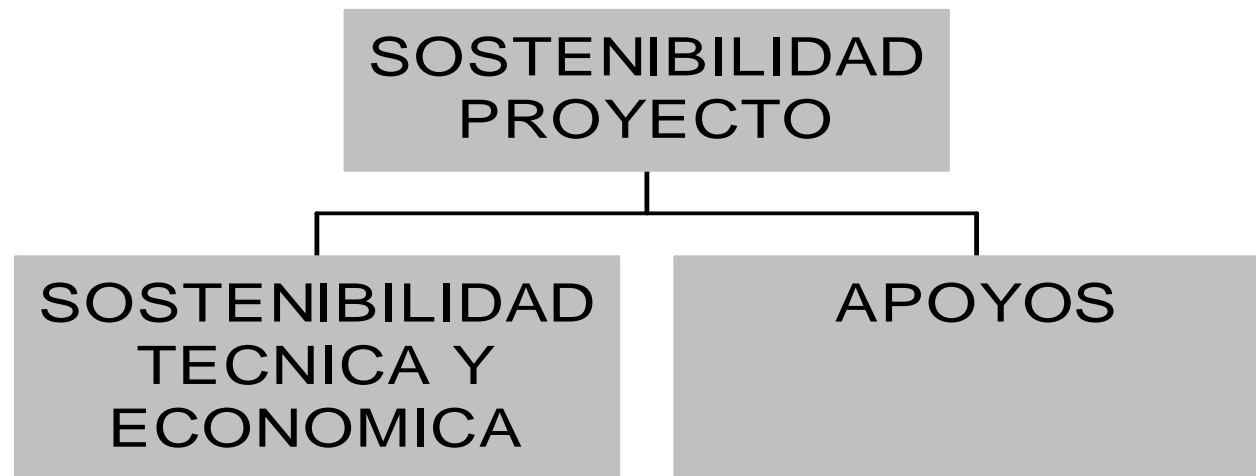 SOSTENIBILIDAD
PROYECTO
SOSTENIBILIDAD
TECNICA Y
ECONOMICA
APOYOS